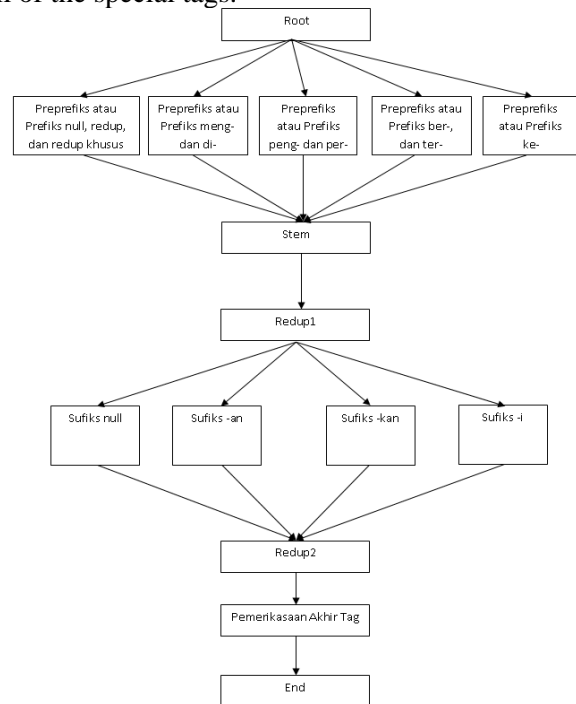 of the special tags.
Root
Preprefiks atau
Prefiks null, redup,
dan redup khusus
Preprefiks atau
Prefiks meng-
dan di-
Preprefiks
atau Prefiks
peng- dan per-
Preprefiks atau
Prefiks ber-,
dan ter-
Preprefiks
atau Prefiks
ke-
Stem
Redup1
Sufiks null
Sufiks -an
Sufiks -kan
Sufiks -i
Redup2
Pemerikasaan Akhir Tag
End